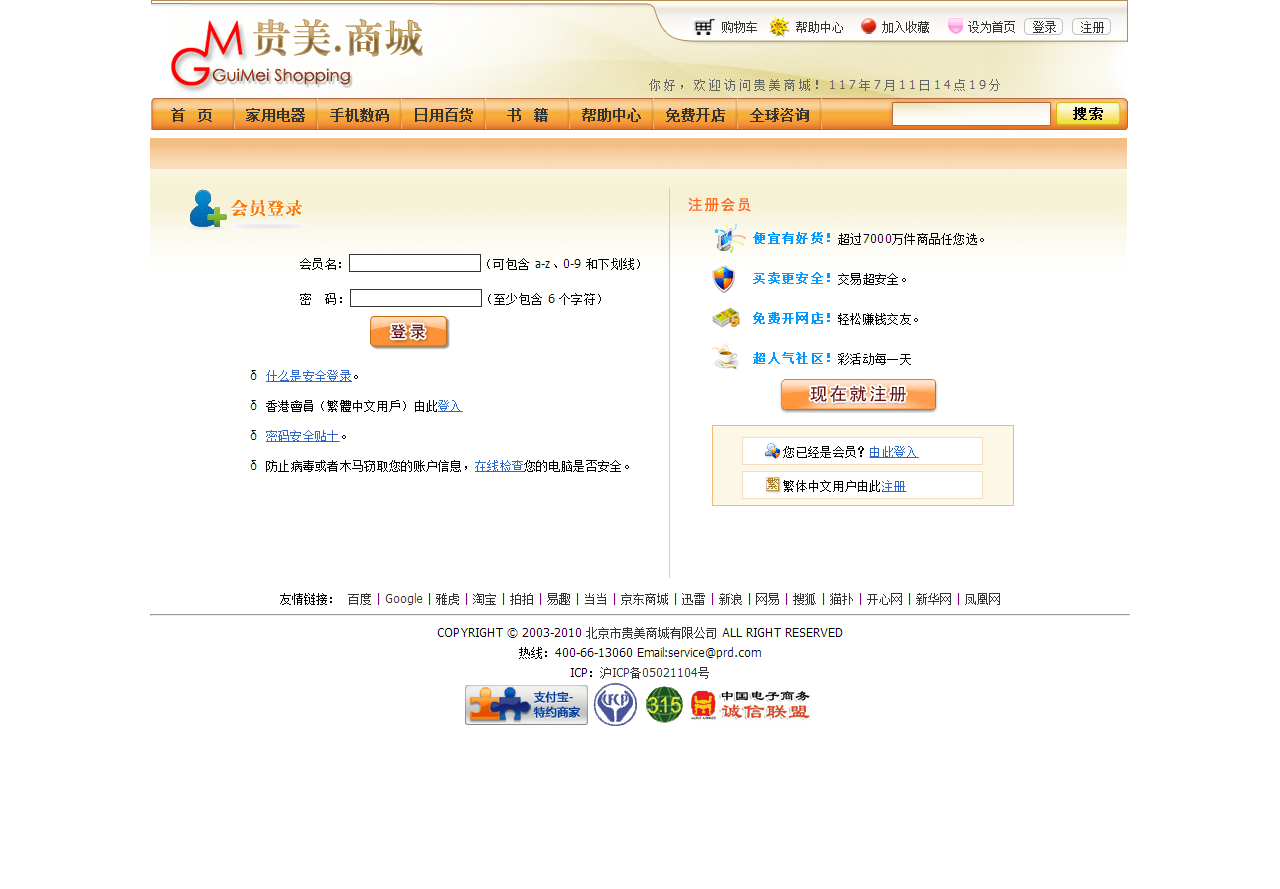 贵美.商城
GM GuiMei Shopping
购物车 帮助中心 加入收藏 设为首页 登录 注册
你好，欢迎访问贵美商城！117年7月11日14点19分
首 页 家用电器 手机数码 日用百货 书 籍 帮助中心 免费开店 全球咨询 搜索
会员登录
会员名： （可包含 a-z、0-9 和下划线）
密 码： （至少包含 6 个字符）
登录
δ 什么是安全登录。
δ 香港會員（繁體中文用戶）由此登入
δ 密码安全贴士。
δ 防止病毒或者木马窃取您的账户信息，在线检查您的电脑是否安全。
注册会员
便宜有好货！超过7000万件商品任您选。
买卖更安全！交易超安全。
免费开网店！轻松赚钱交友。
超人气社区！彩活动每一天
现在就注册
您已经是会员？由此登入
繁 繁体中文用户由此注册
友情链接： 百度 | Google | 雅虎 | 淘宝 | 拍拍 | 易趣 | 当当 | 京东商城 | 迅雷 | 新浪 | 网易 | 搜狐 | 猫扑 | 开心网 | 新华网 | 凤凰网
COPYRIGHT © 2003-2010 北京市贵美商城有限公司 ALL RIGHT RESERVED
热线：400-66-13060 Email:service@prd.com
ICP：沪ICP备05021104号
支付宝-
特约商家
CFCP
315
中国电子商务
诚信联盟